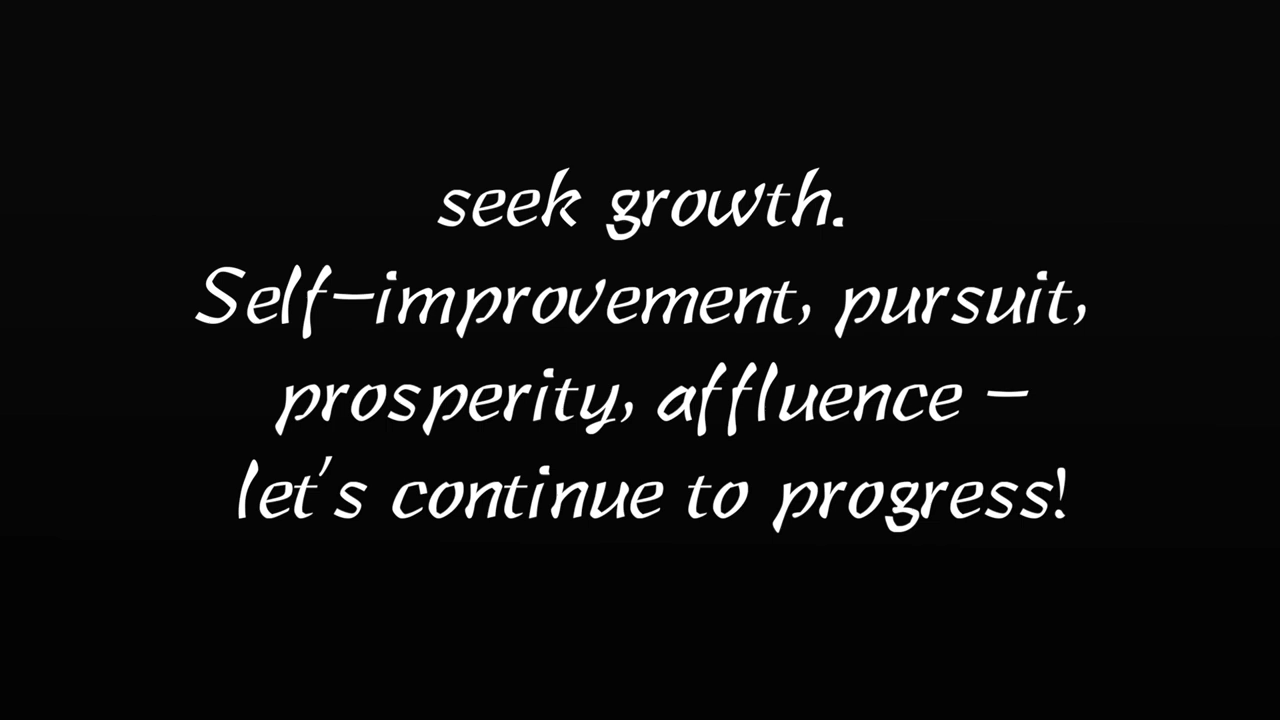 seek growth.
Self-improvement, pursuit,
prosperity, affluence –
let's continue to progress!